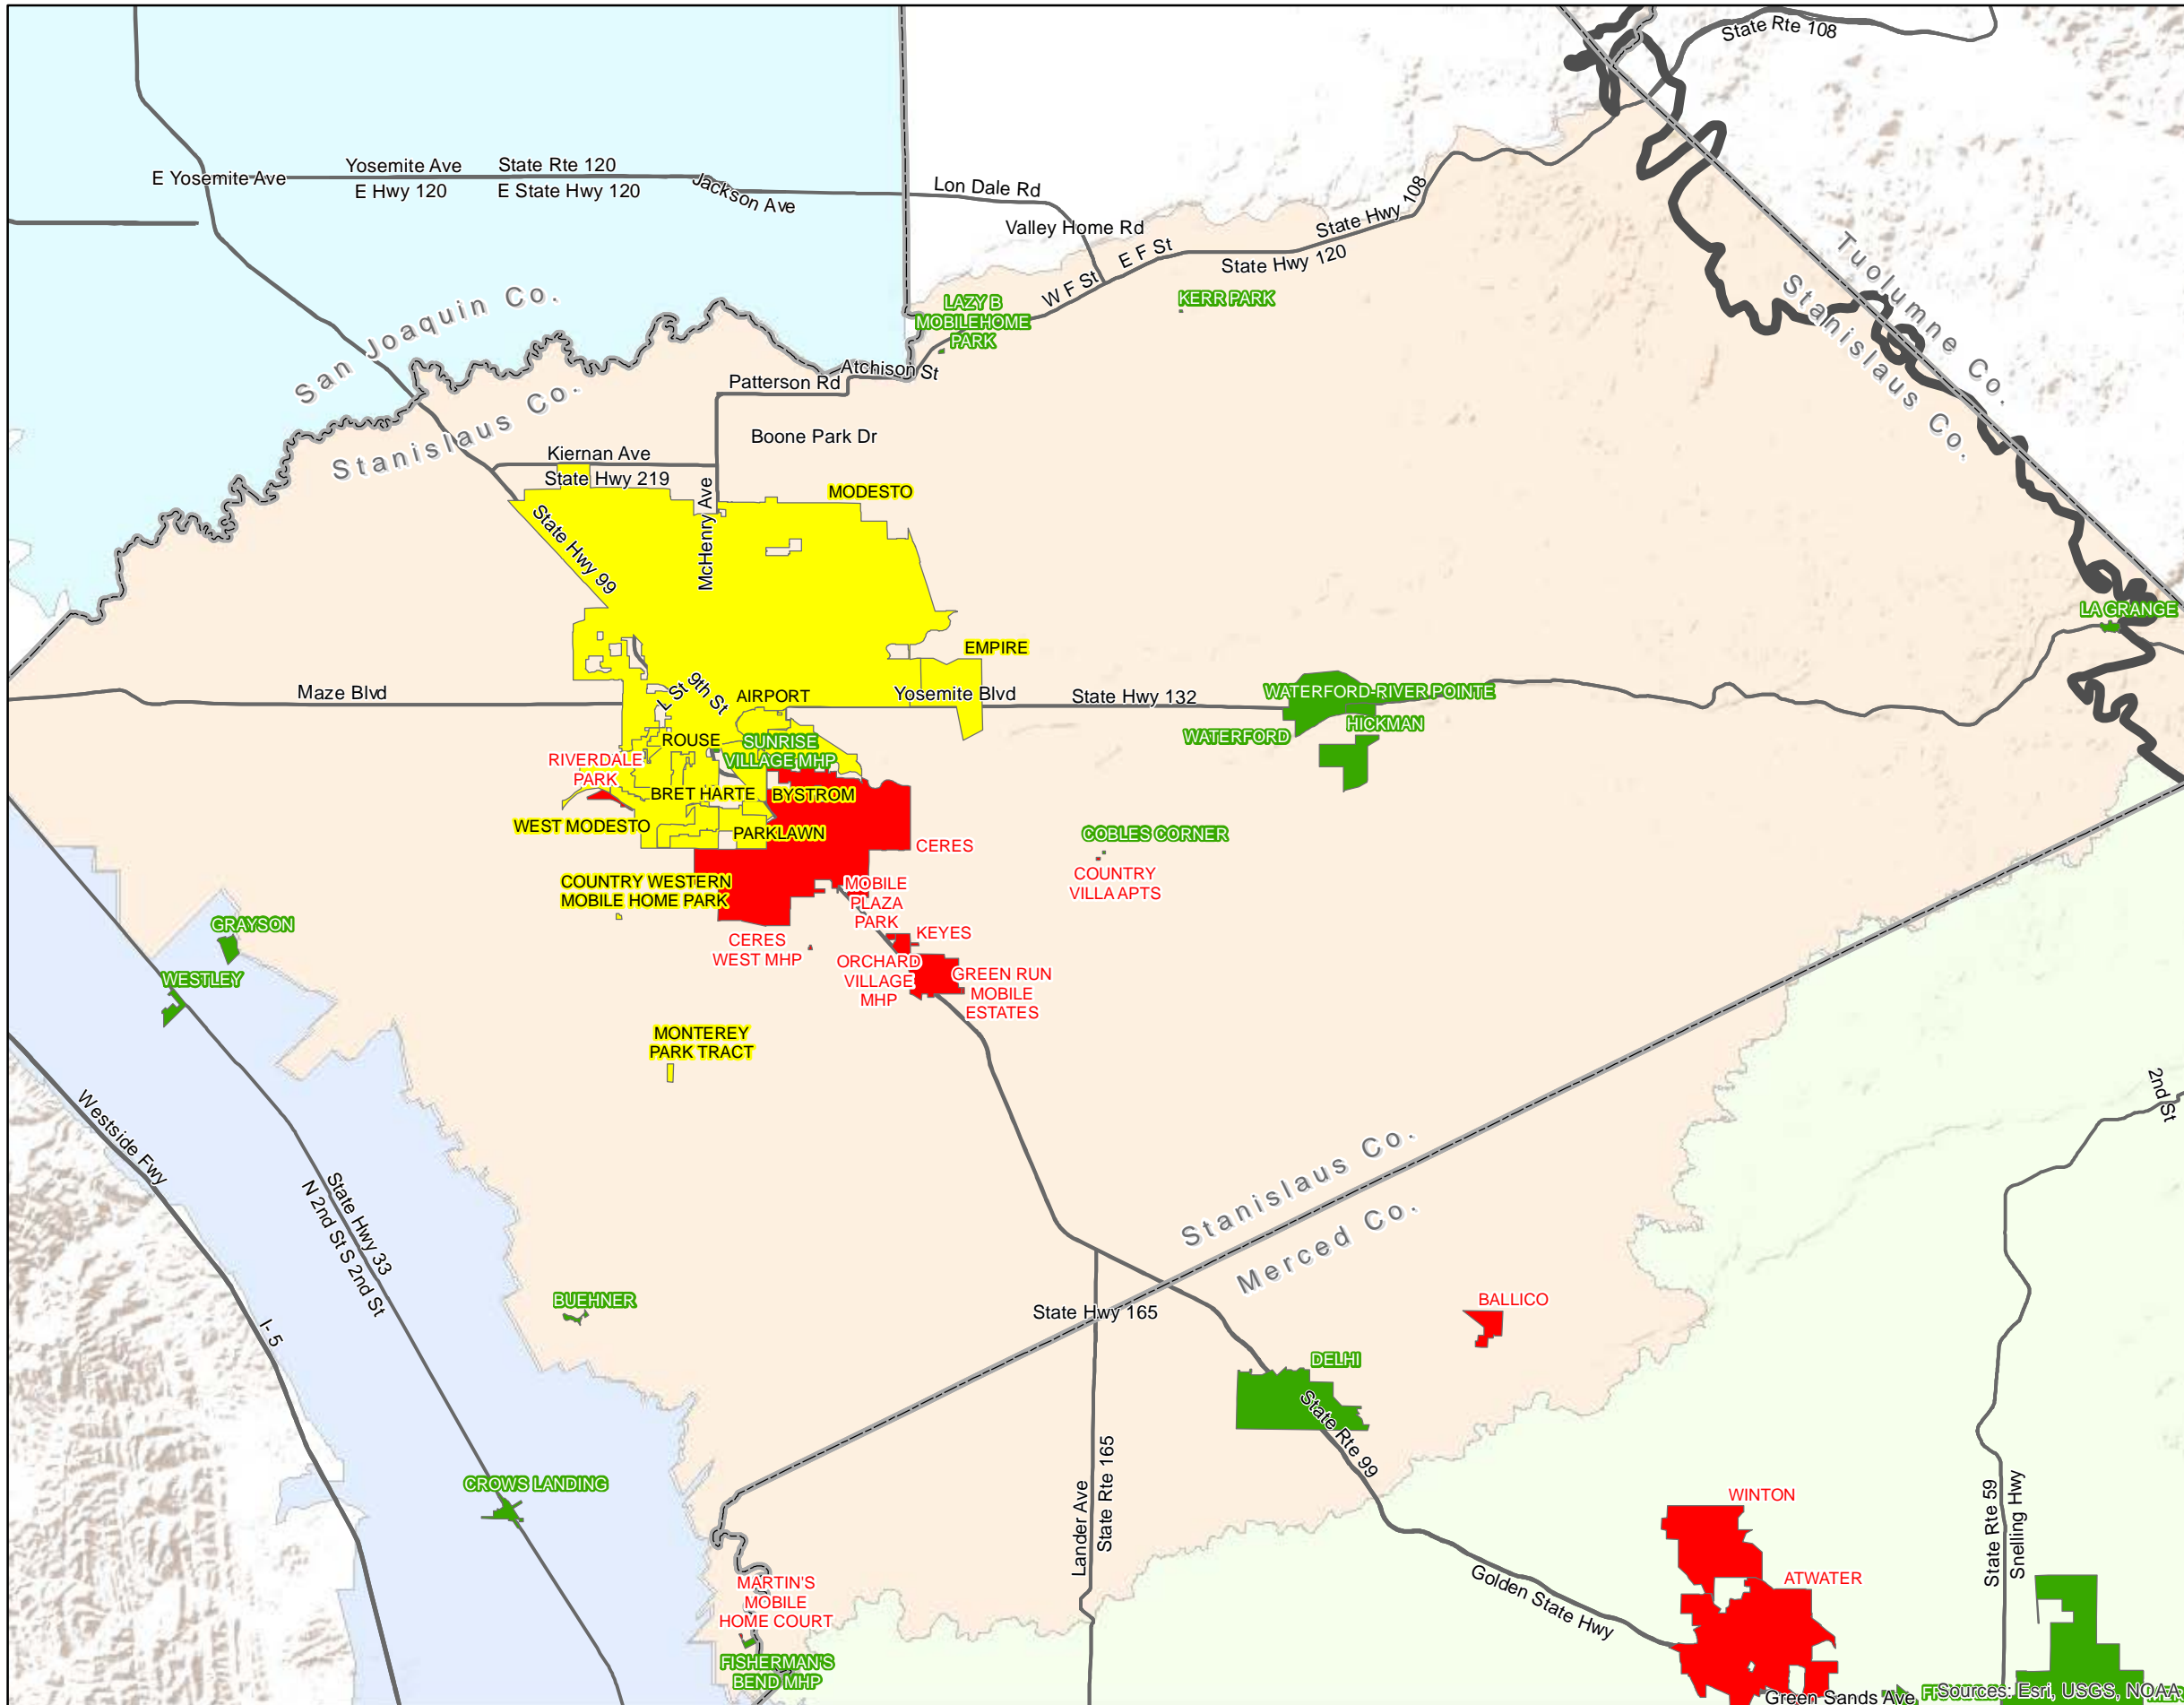 State Rte 108
E Yosemite Ave
Yosemite Ave
State Rte 120
E Hwy 120
E State Hwy 120
Jackson Ave
Lon Dale Rd
Valley Home Rd
State Hwy 108
E F St
State Hwy 120
W F St
KERR PARK
LAZY B
MOBILEHOME
PARK
Tuolumne Co.
Stanislaus Co.
San Joaquin Co.
Stanislaus Co.
Atchison St
Patterson Rd
Boone Park Dr
Kiernan Ave
State Hwy 219
McHenry Ave
MODESTO
State Hwy 99
LA GRANGE
EMPIRE
Maze Blvd
L St
9th St
AIRPORT
Yosemite Blvd
State Hwy 132
WATERFORD-RIVER POINTE
HICKMAN
WATERFORD
ROUSE
SUNRISE
VILLAGE MHP
RIVERDALE
PARK
BRET HARTE
BYSTROM
WEST MODESTO
PARKLAWN
CERES
COBLES CORNER
COUNTRY
VILLA APTS
COUNTRY WESTERN
MOBILE HOME PARK
MOBILE
PLAZA
PARK
GRAYSON
KEYES
CERES
WEST MHP
ORCHARD
VILLAGE
MHP
GREEN RUN
MOBILE
ESTATES
WESTLEY
MONTEREY
PARK TRACT
2nd St
Westside Fwy
State Hwy 33
N 2nd St S 2nd St
Stanislaus Co.
Merced Co.
BUEHNER
State Hwy 165
BALLICO
I- 5
DELHI
State Rte 99
CROWS LANDING
Lander Ave
State Rte 165
WINTON
State Rte 59
Snelling Hwy
ATWATER
Golden State Hwy
MARTIN'S
MOBILE
HOME COURT
FISHERMAN'S
BEND MHP
Green Sands Ave
Sources: Esri, USGS, NOAA